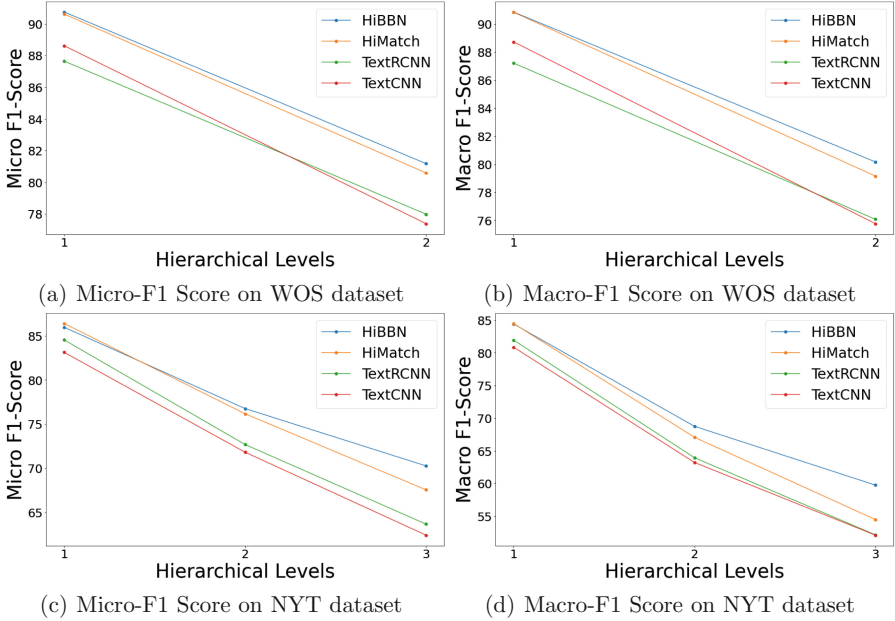 90
88
86
84
82
80
78
Micro F1-Score
1
2
Hierarchical Levels
HiBBN
HiMatch
TextRCNN
TextCNN
(a) Micro-F1 Score on WOS dataset
90
88
86
84
82
80
78
76
Macro F1-Score
1
2
Hierarchical Levels
HiBBN
HiMatch
TextRCNN
TextCNN
(b) Macro-F1 Score on WOS dataset
85
80
75
70
65
Micro F1-Score
1
2
3
Hierarchical Levels
HiBBN
HiMatch
TextRCNN
TextCNN
(c) Micro-F1 Score on NYT dataset
85
80
75
70
65
60
55
Macro F1-Score
1
2
3
Hierarchical Levels
HiBBN
HiMatch
TextRCNN
TextCNN
(d) Macro-F1 Score on NYT dataset